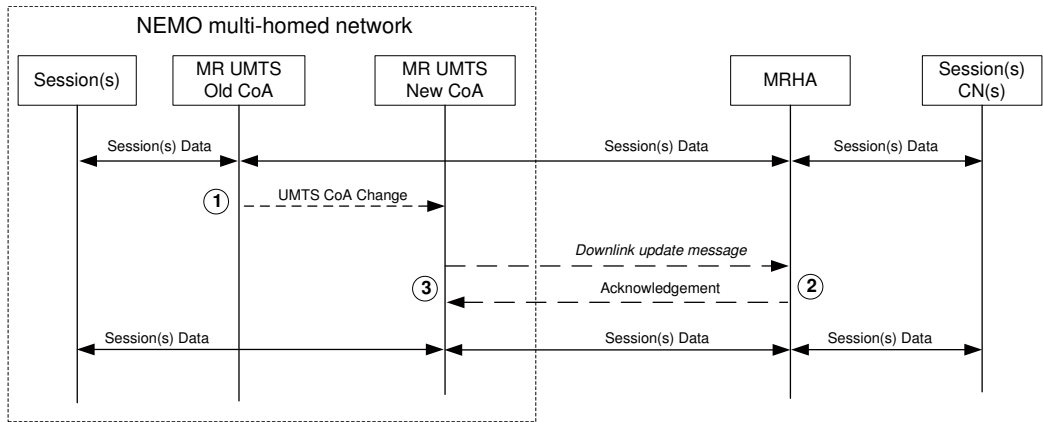 NEMO multi-homed network
Session(s)
MR UMTS
Old CoA
MR UMTS
New CoA
MRHA
Session(s)
CN(s)
Session(s) Data
Session(s) Data
Session(s) Data
1
UMTS CoA Change
Downlink update message
3
Acknowledgement
2
Session(s) Data
Session(s) Data
Session(s) Data